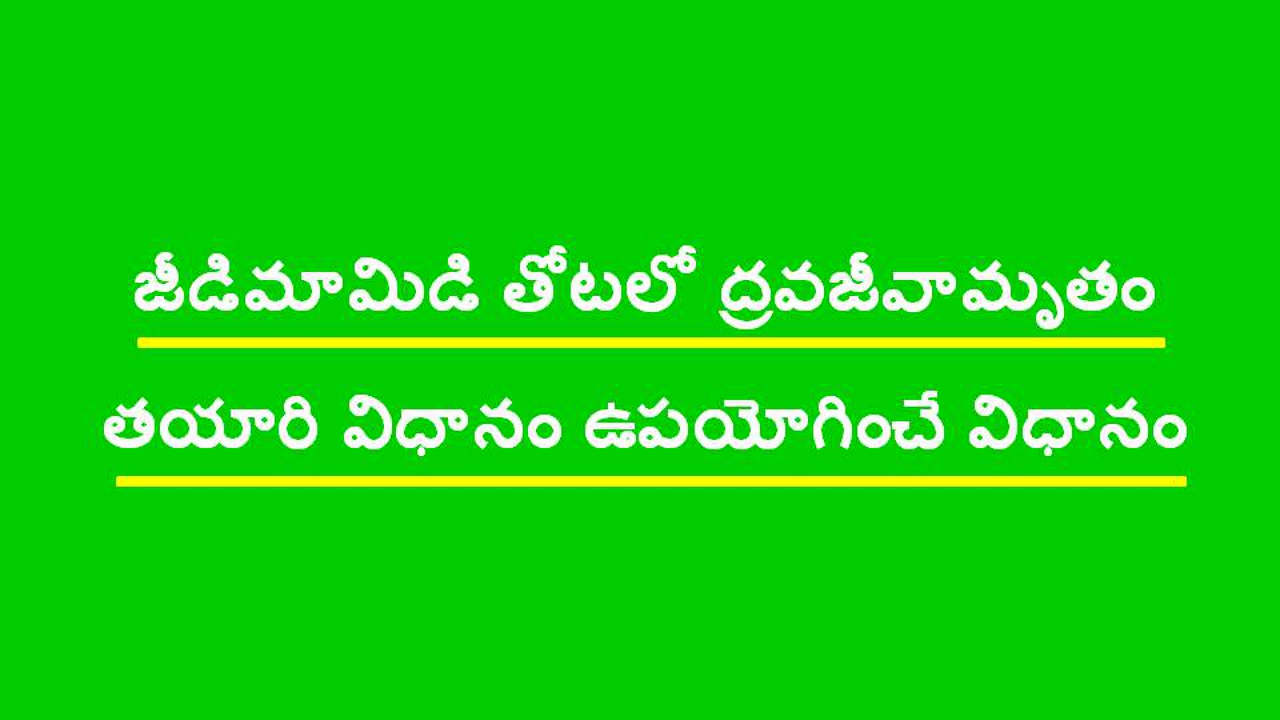 జీడిమామిడి తోటలో ద్రవజీవామృతం
తయారి విధానం ఉపయోగించే విధానం